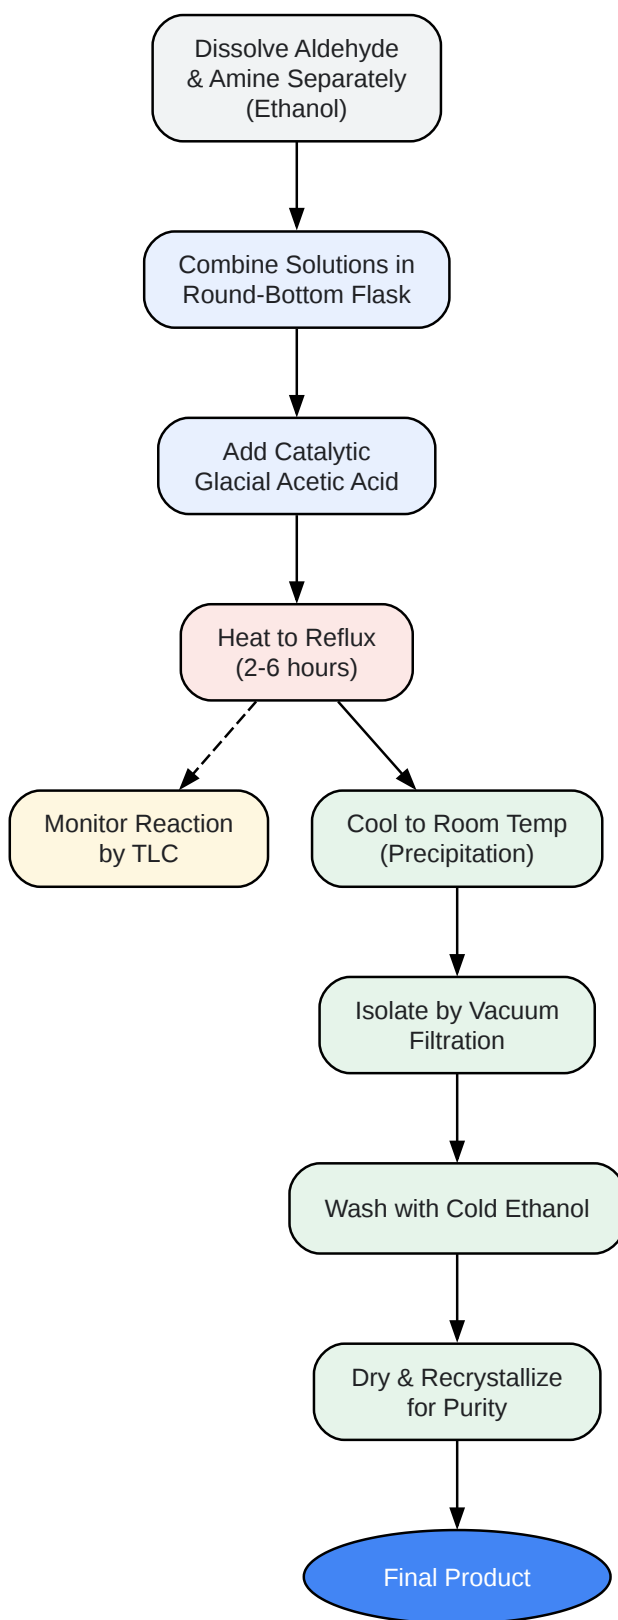 Dissolve Aldehyde
& Amine Separately
(Ethanol)
Combine Solutions in
Round-Bottom Flask
Add Catalytic
Glacial Acetic Acid
Heat to Reflux
(2-6 hours)
Monitor Reaction
by TLC
Cool to Room Temp
(Precipitation)
Isolate by Vacuum
Filtration
Wash with Cold Ethanol
Dry & Recrystallize
for Purity
Final Product